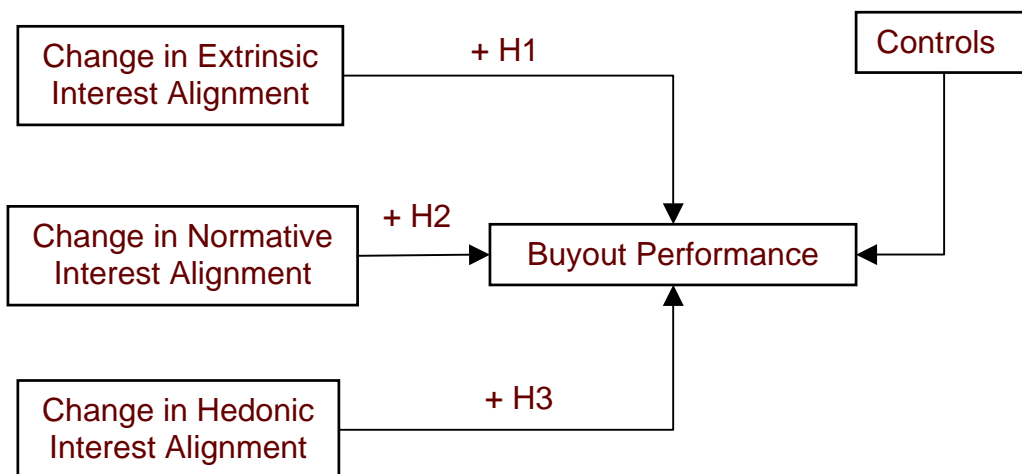 Change in Extrinsic
Interest Alignment
+ H1
Controls
Change in Normative
Interest Alignment
+ H2
Buyout Performance
Change in Hedonic
Interest Alignment
+ H3